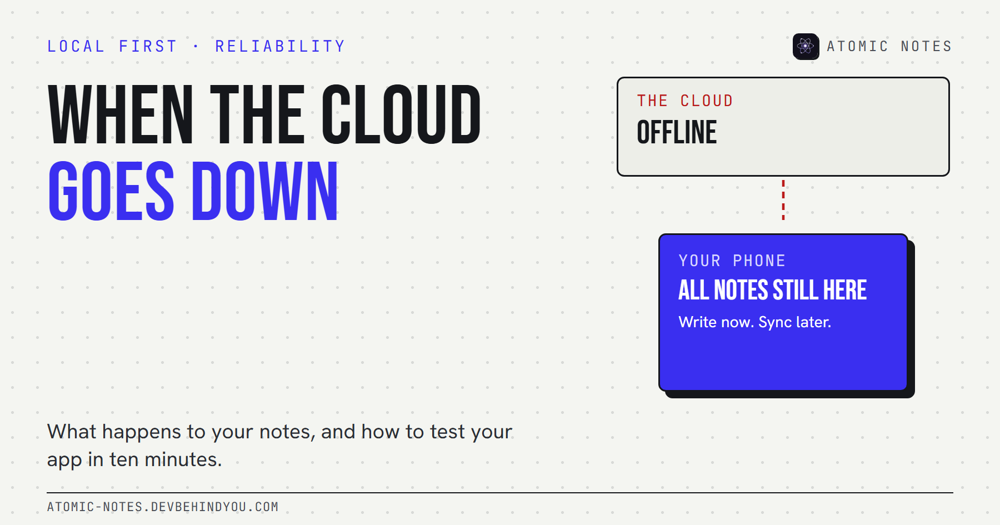 LOCAL FIRST · RELIABILITY
ATOMIC NOTES
WHEN THE CLOUD
GOES DOWN
THE CLOUD
OFFLINE
YOUR PHONE
ALL NOTES STILL HERE
Write now. Sync later.
What happens to your notes, and how to test your
app in ten minutes.
ATOMIC-NOTES.DEVBEHINDYOU.COM